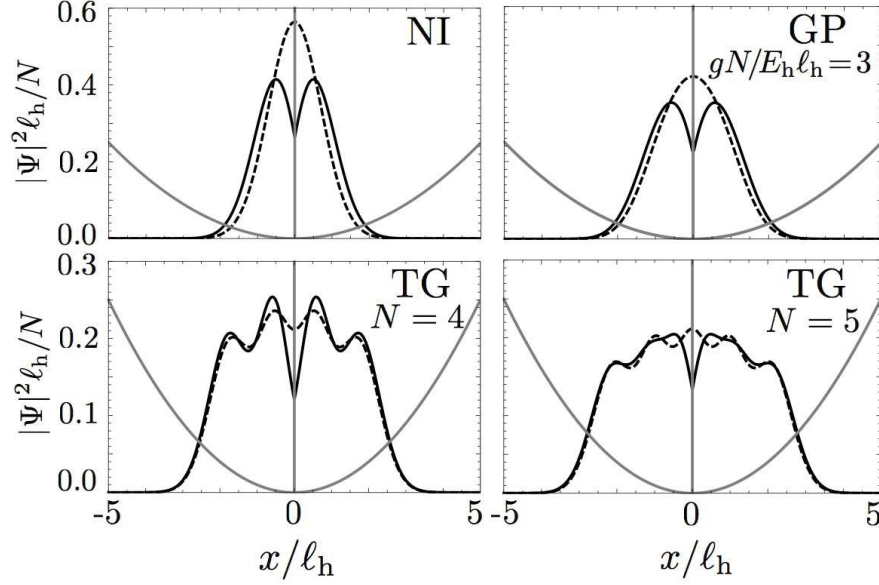 0.6
NI
GP
gN/E_hℓ_h=3
|Ψ|²ℓ_h/N
0.4
0.2
0.0
0.3
TG
N = 4
TG
N = 5
|Ψ|²ℓ_h/N
0.2
0.1
0.0
-5 0 5 -5 0 5
x/ℓ_h x/ℓ_h